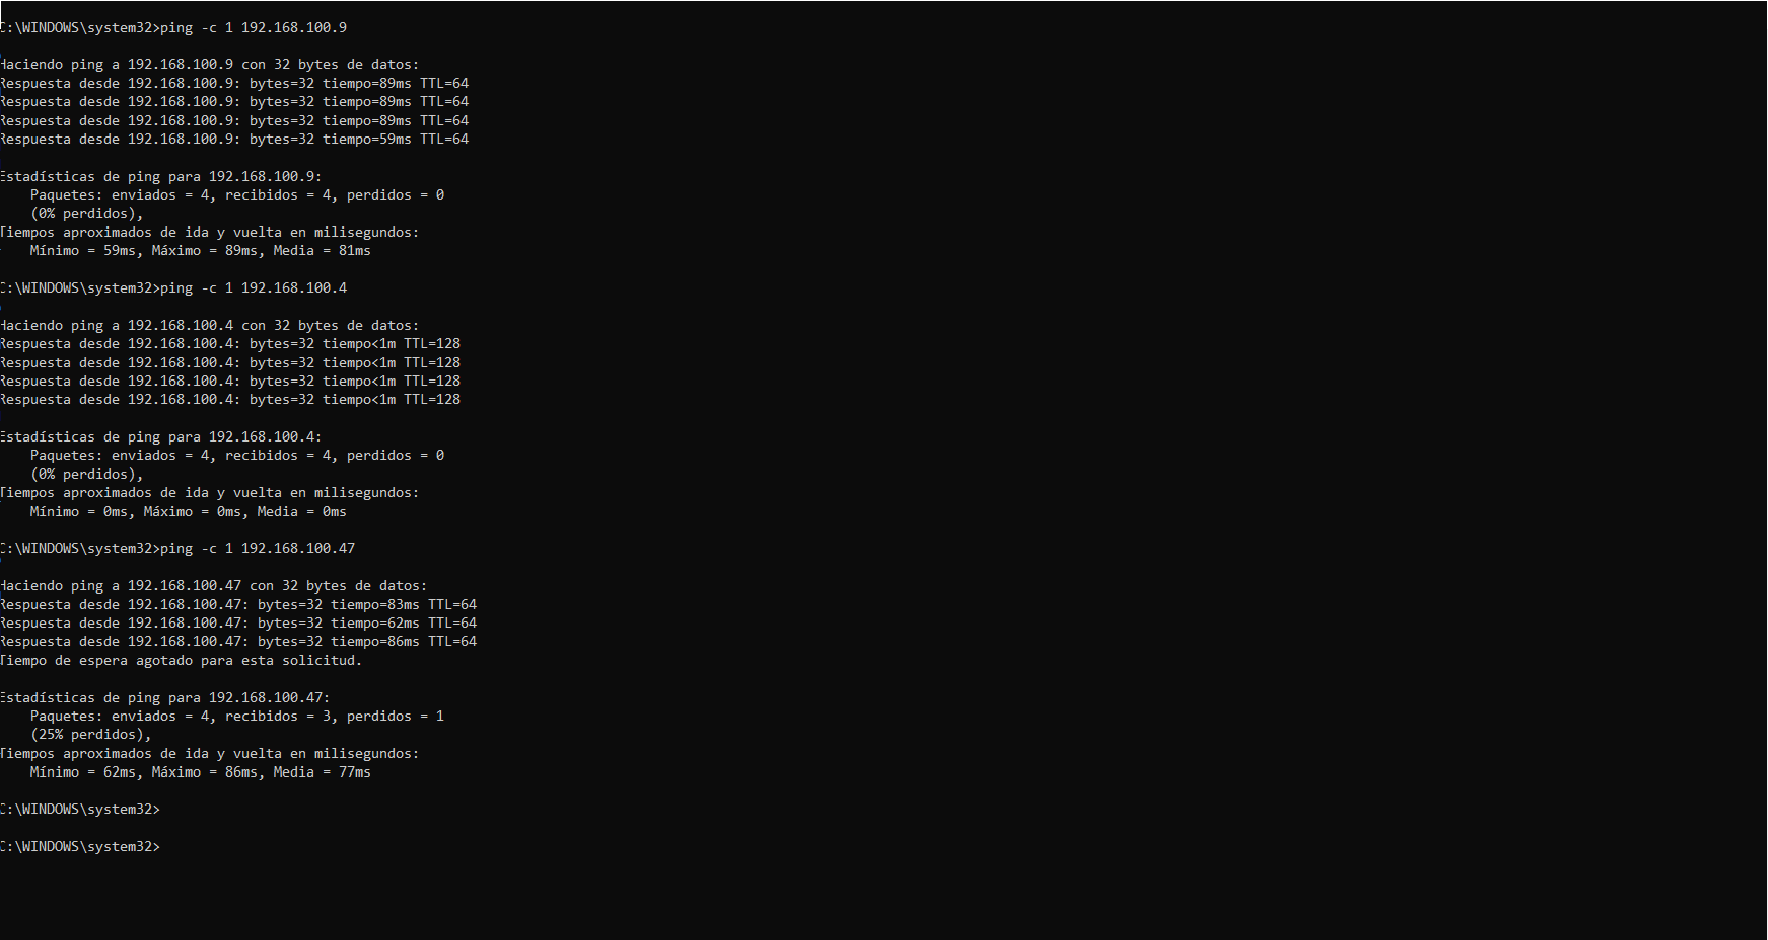 C:\WINDOWS\system32>ping -c 1 192.168.100.9
Haciendo ping a 192.168.100.9 con 32 bytes de datos:
Respuesta desde 192.168.100.9: bytes=32 tiempo=89ms TTL=64
Respuesta desde 192.168.100.9: bytes=32 tiempo=89ms TTL=64
Respuesta desde 192.168.100.9: bytes=32 tiempo=89ms TTL=64
Respuesta desde 192.168.100.9: bytes=32 tiempo=59ms TTL=64
Estadísticas de ping para 192.168.100.9:
Paquetes: enviados = 4, recibidos = 4, perdidos = 0
(0% perdidos),
Tiempos aproximados de ida y vuelta en milisegundos:
Mínimo = 59ms, Máximo = 89ms, Media = 81ms
C:\WINDOWS\system32>ping -c 1 192.168.100.4
Haciendo ping a 192.168.100.4 con 32 bytes de datos:
Respuesta desde 192.168.100.4: bytes=32 tiempo<1m TTL=128
Respuesta desde 192.168.100.4: bytes=32 tiempo<1m TTL=128
Respuesta desde 192.168.100.4: bytes=32 tiempo<1m TTL=128
Respuesta desde 192.168.100.4: bytes=32 tiempo<1m TTL=128
Estadísticas de ping para 192.168.100.4:
Paquetes: enviados = 4, recibidos = 4, perdidos = 0
(0% perdidos),
Tiempos aproximados de ida y vuelta en milisegundos:
Mínimo = 0ms, Máximo = 0ms, Media = 0ms
C:\WINDOWS\system32>ping -c 1 192.168.100.47
Haciendo ping a 192.168.100.47 con 32 bytes de datos:
Respuesta desde 192.168.100.47: bytes=32 tiempo=83ms TTL=64
Respuesta desde 192.168.100.47: bytes=32 tiempo=62ms TTL=64
Respuesta desde 192.168.100.47: bytes=32 tiempo=86ms TTL=64
Tiempo de espera agotado para esta solicitud.
Estadísticas de ping para 192.168.100.47:
Paquetes: enviados = 4, recibidos = 3, perdidos = 1
(25% perdidos),
Tiempos aproximados de ida y vuelta en milisegundos:
Mínimo = 62ms, Máximo = 86ms, Media = 77ms
C:\WINDOWS\system32>
C:\WINDOWS\system32>